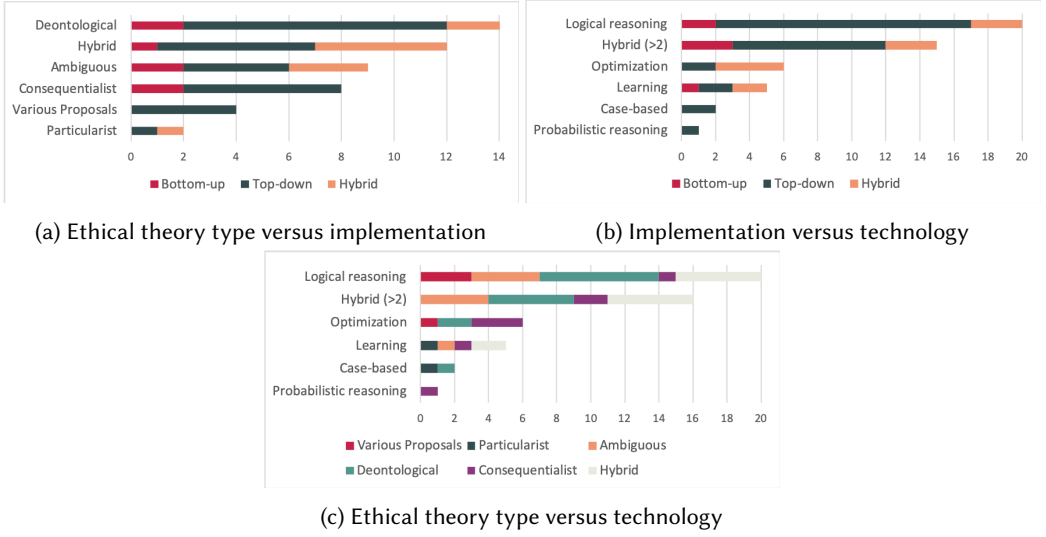 Deontological
Hybrid
Ambiguous
Consequentialist
Various Proposals
Particularist
0 2 4 6 8 10 12 14
Bottom-up Top-down Hybrid
(a) Ethical theory type versus implementation
Logical reasoning
Hybrid (>2)
Optimization
Learning
Case-based
Probabilistic reasoning
0 2 4 6 8 10 12 14 16 18 20
Bottom-up Top-down Hybrid
(b) Implementation versus technology
Logical reasoning
Hybrid (>2)
Optimization
Learning
Case-based
Probabilistic reasoning
0 2 4 6 8 10 12 14 16 18 20
Various Proposals Particularist Ambiguous
Deontological Consequentialist Hybrid
(c) Ethical theory type versus technology